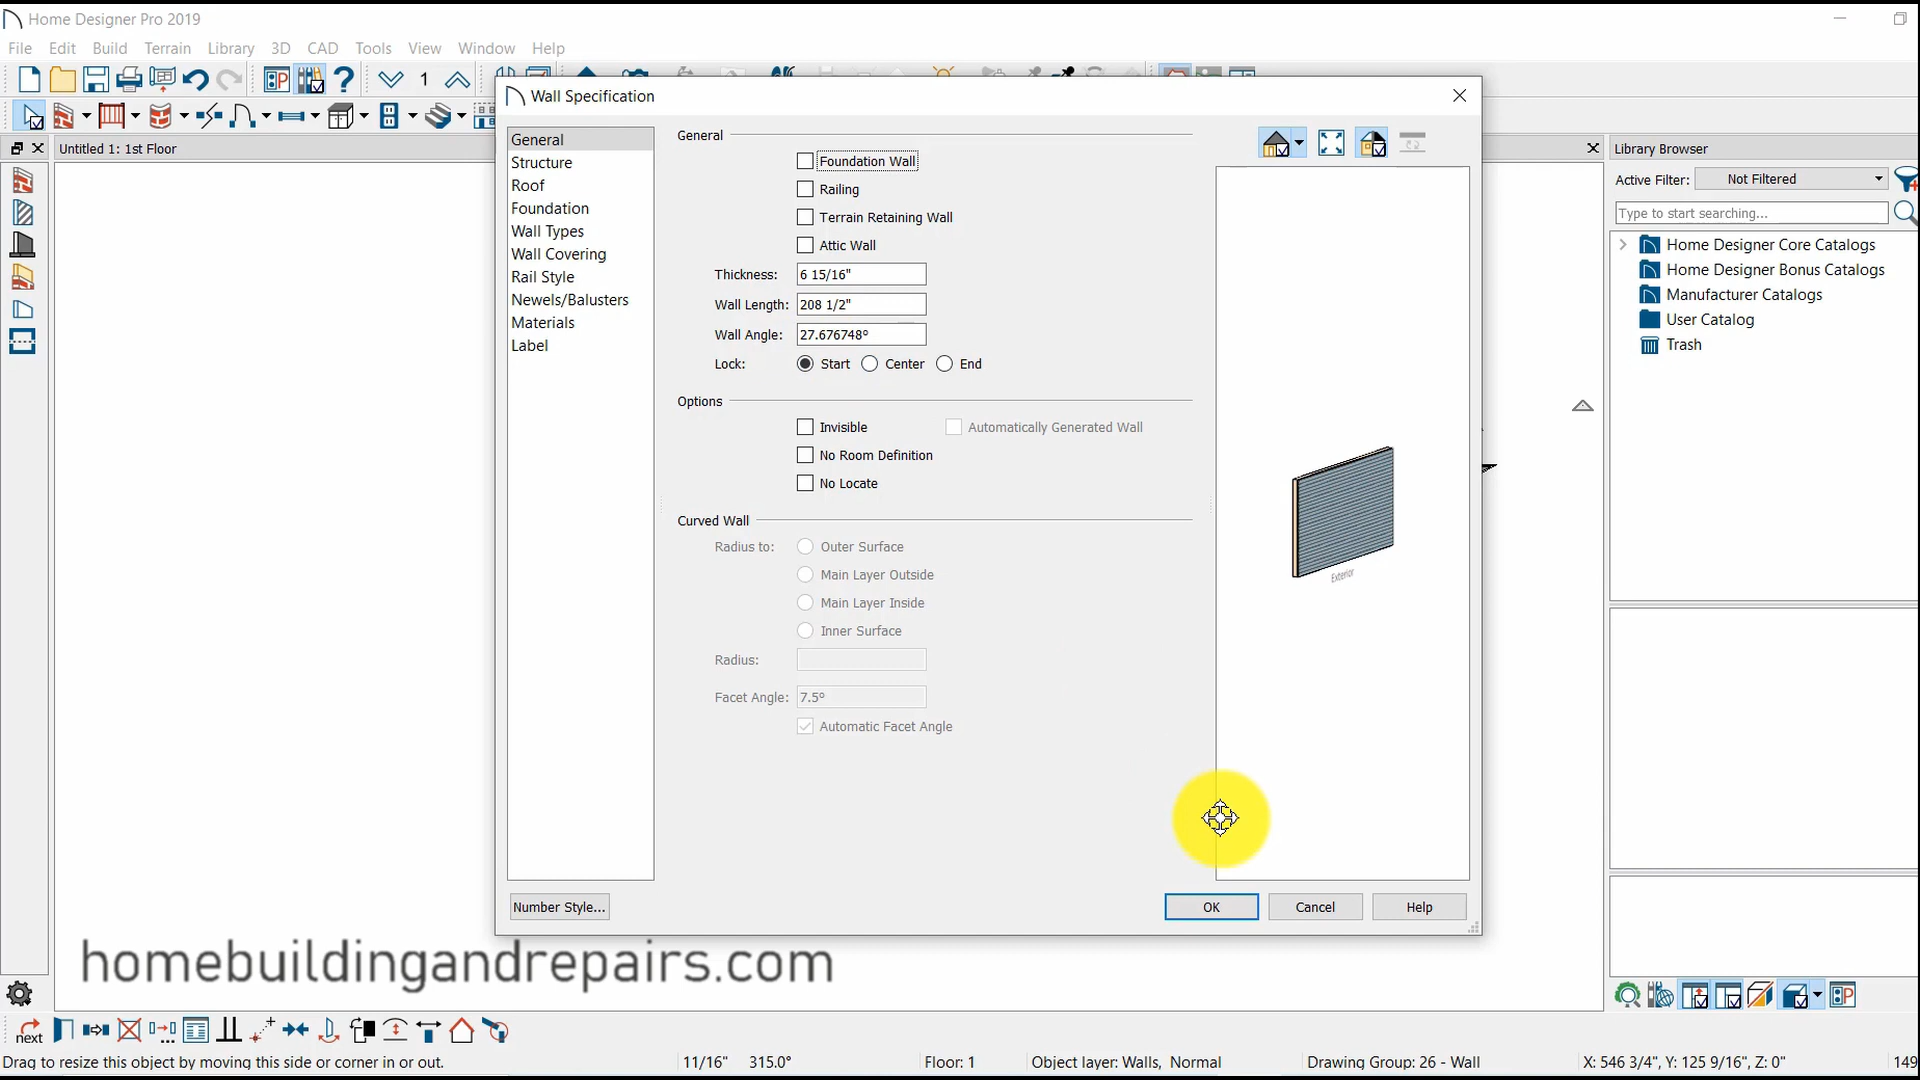 Home Designer Pro 2019
File Edit Build Terrain Library 3D CAD Tools View Window Help
1
Wall Specification
Untitled 1: 1st Floor
General
Structure
Roof
Foundation
Wall Types
Wall Covering
Rail Style
Newels/Balusters
Materials
Label
General
Foundation Wall
Railing
Terrain Retaining Wall
Attic Wall
Thickness: 6 15/16"
Wall Length: 208 1/2"
Wall Angle: 27.676748º
Lock: Start Center End
Options
Invisible Automatically Generated Wall
No Room Definition
No Locate
Curved Wall
Radius to: Outer Surface
Main Layer Outside
Main Layer Inside
Inner Surface
Radius:
Facet Angle: 7.5º
Automatic Facet Angle
Exterior
Number Style... OK Cancel Help
Library Browser
Active Filter: Not Filtered
Type to start searching...
Home Designer Core Catalogs
Home Designer Bonus Catalogs
Manufacturer Catalogs
User Catalog
Trash
homebuildingandrepairs.com
next
Drag to resize this object by moving this side or corner in or out. 11/16" 315.0° Floor: 1 Object layer: Walls, Normal Drawing Group: 26 - Wall X: 546 3/4", Y: 125 9/16", Z: 0" 149